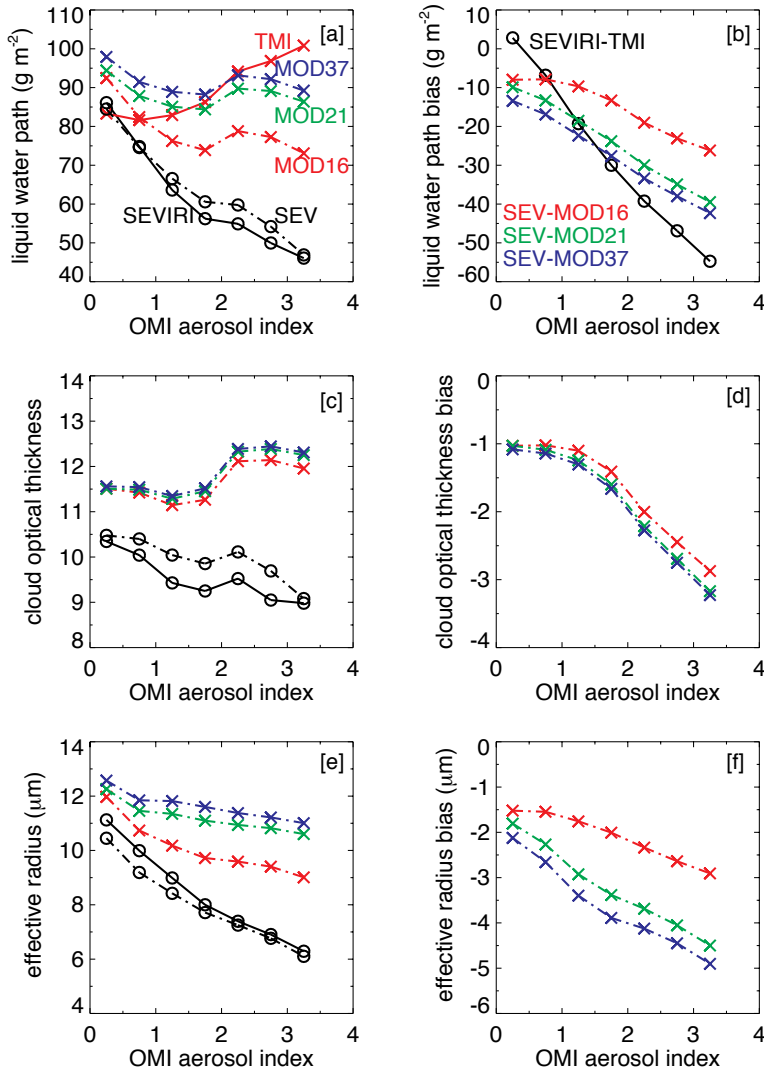 liquid water path (g m-2)
110
100
90
80
70
60
50
40
[a]
TMI
MOD37
MOD21
MOD16
SEVIRI
SEV
0 1 2 3 4
OMI aerosol index
liquid water path bias (g m-2)
10
0
-10
-20
-30
-40
-50
-60
[b]
SEVIRI-TMI
SEV-MOD16
SEV-MOD21
SEV-MOD37
0 1 2 3 4
OMI aerosol index
cloud optical thickness
14
13
12
11
10
9
8
[c]
0 1 2 3 4
OMI aerosol index
cloud optical thickness bias
0
-1
-2
-3
-4
[d]
0 1 2 3 4
OMI aerosol index
effective radius (μm)
14
12
10
8
6
4
[e]
0 1 2 3 4
OMI aerosol index
effective radius bias (μm)
0
-1
-2
-3
-4
-5
-6
[f]
0 1 2 3 4
OMI aerosol index